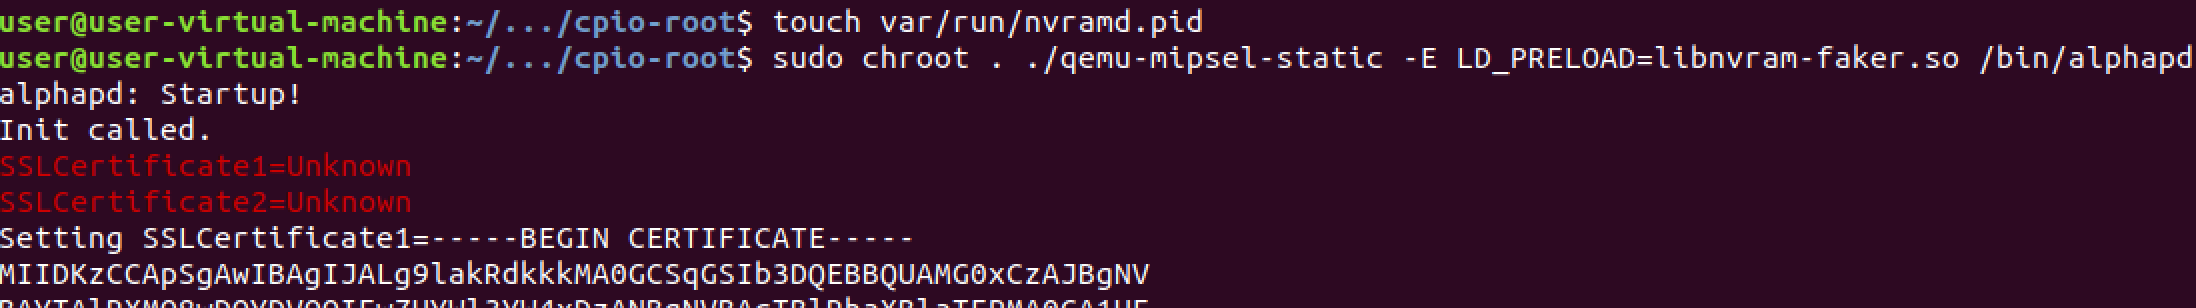 user@user-virtual-machine:~/.../cpio-root$ touch var/run/nvramd.pid
user@user-virtual-machine:~/.../cpio-root$ sudo chroot . ./qemu-mipsel-static -E LD_PRELOAD=libnvram-faker.so /bin/alphapd
alphapd: Startup!
Init called.
SSLCertificate1=Unknown
SSLCertificate2=Unknown
Setting SSLCertificate1=-----BEGIN CERTIFICATE-----
MIIDKzCCApSgAwIBAgIJALg9lakRdkkkMA0GCSqGSIb3DQEBBQUAMG0xCzAJBgNV